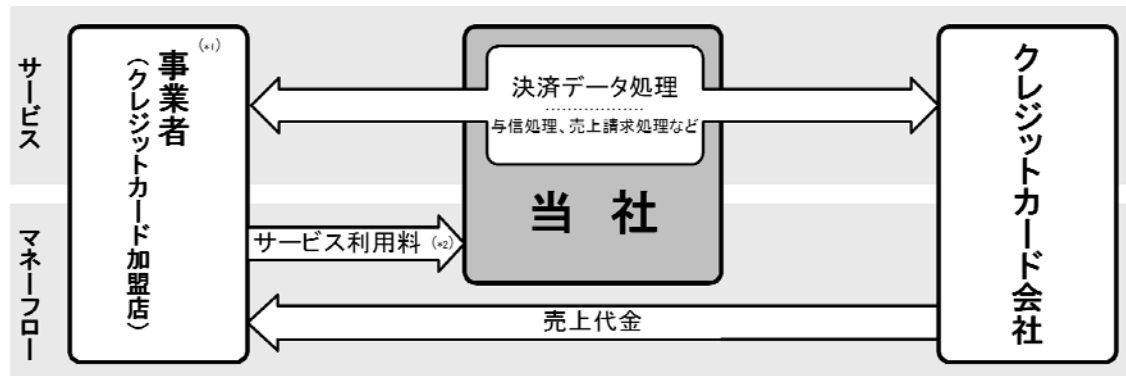 サービス
事業者(*1)
(クレジットカード加盟店)
決済データ処理
与信処理、売上請求処理など
当 社
クレジットカード会社
マネーフロー
サービス利用料(*2)
売上代金